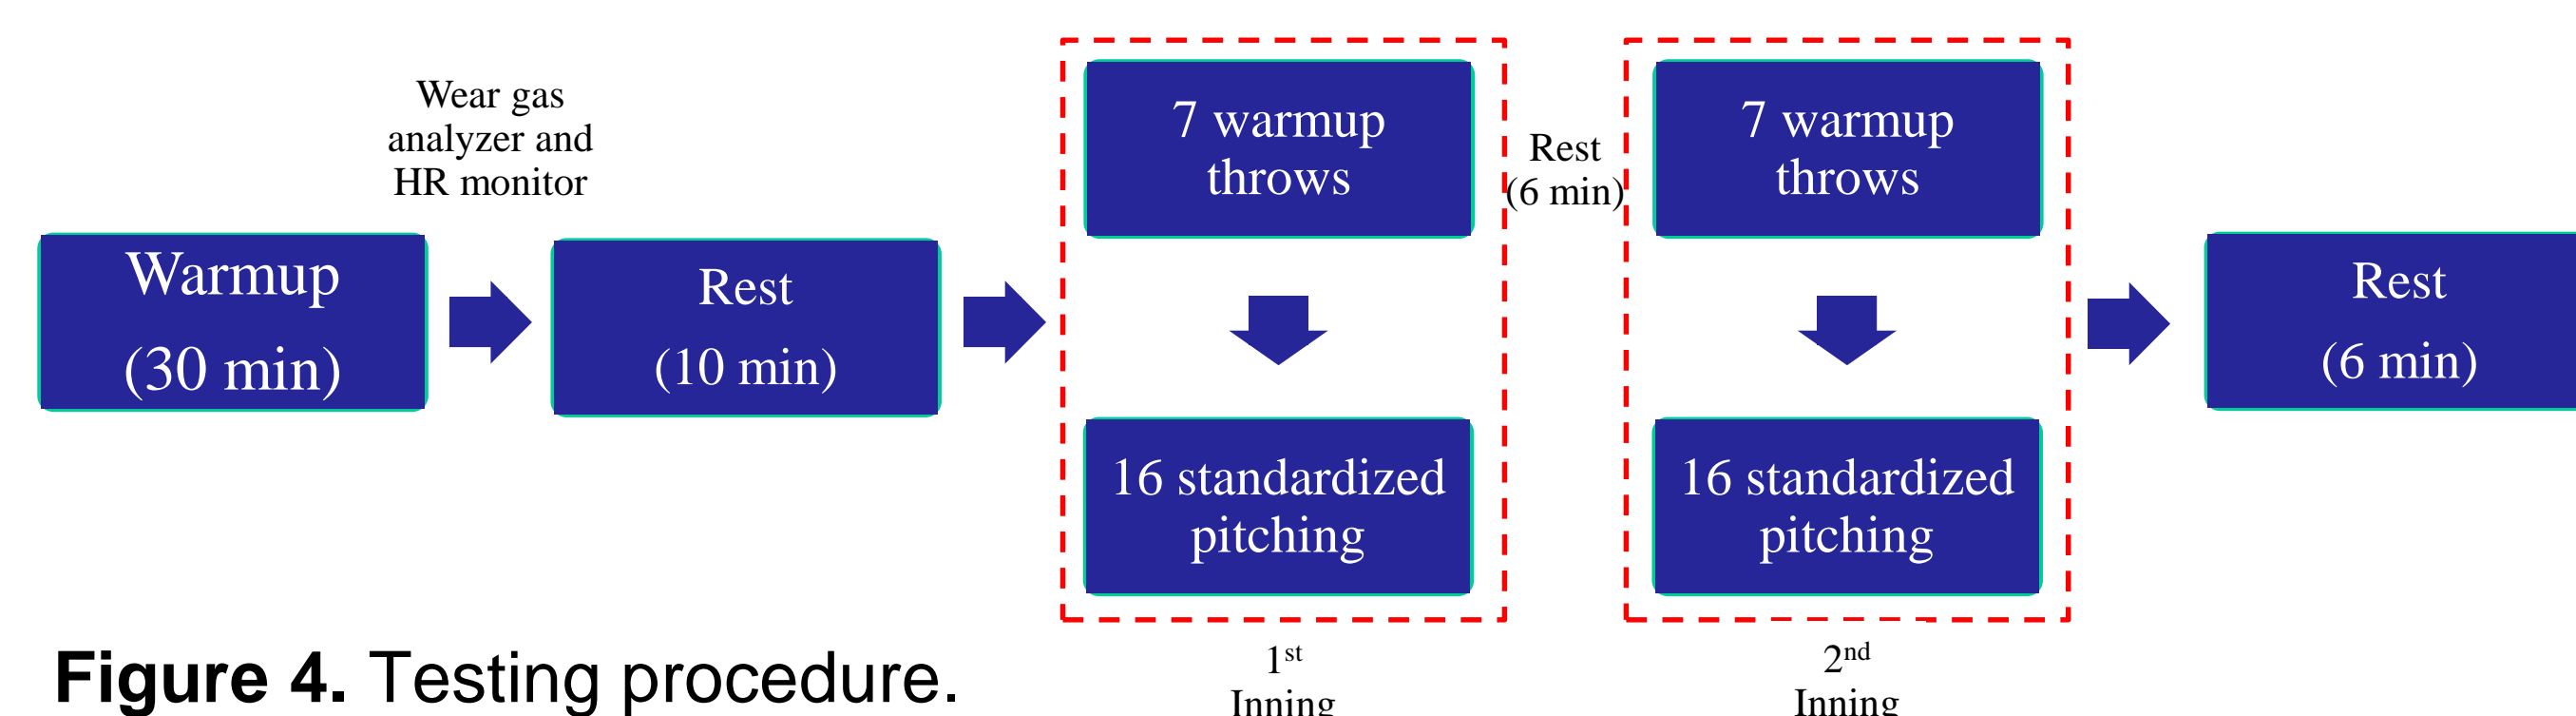 Wear gas
analyzer and
HR monitor
Warmup
(30 min)
Rest
(10 min)
7 warmup
throws
16 standardized
pitching
1st
Inning
Rest
(6 min)
7 warmup
throws
16 standardized
pitching
2nd
Inning
Rest
(6 min)
Figure 4. Testing procedure.